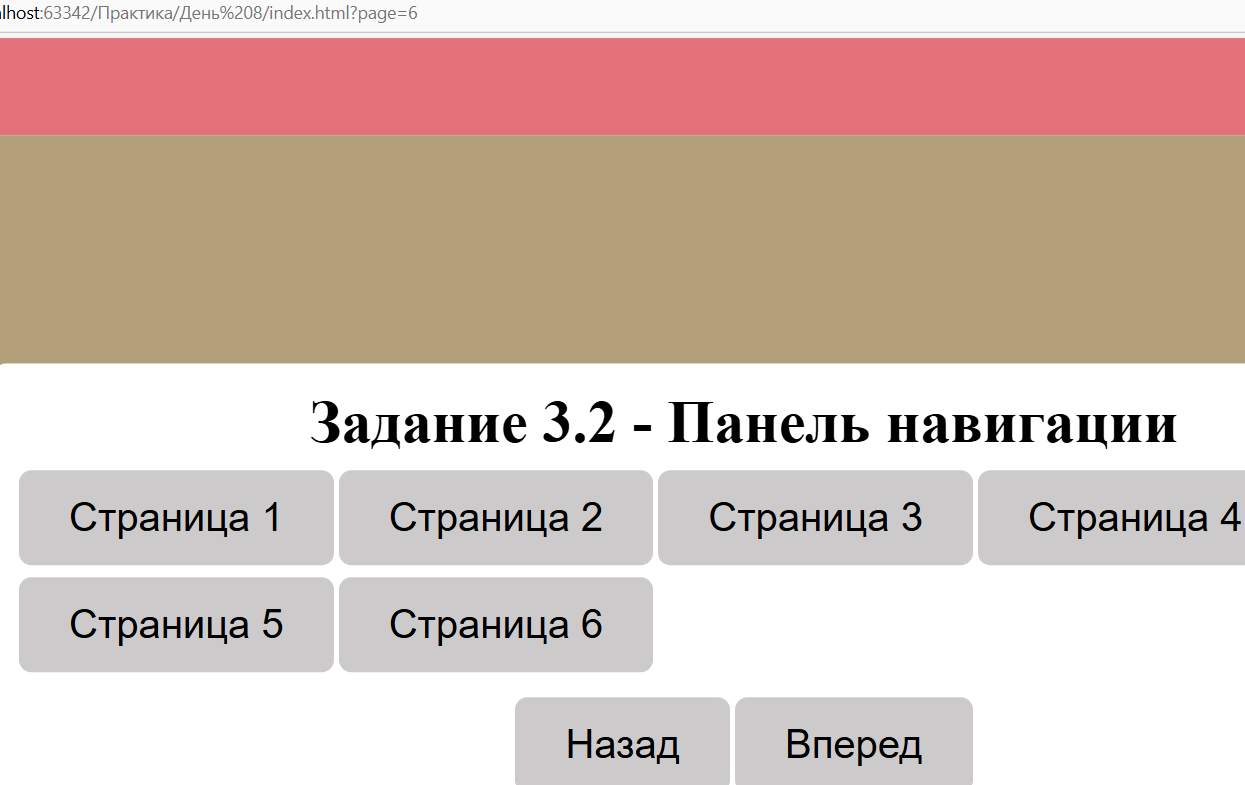 lhost:63342/Практика/День%208/index.html?page=6
Задание 3.2 - Панель навигации
Страница 1 Страница 2 Страница 3 Страница 4
Страница 5 Страница 6
Назад Вперед